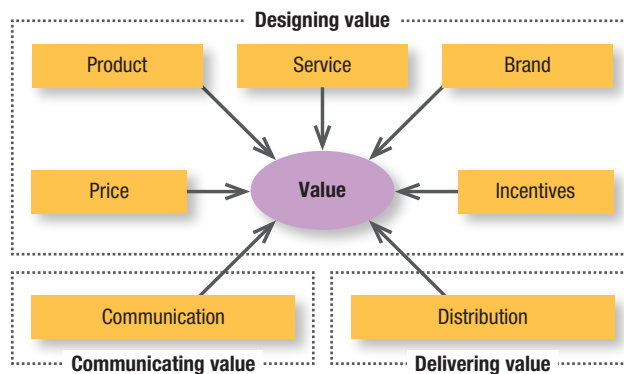 Designing value
Product
Service
Brand
Price
Value
Incentives
Communication
Distribution
Communicating value
Delivering value